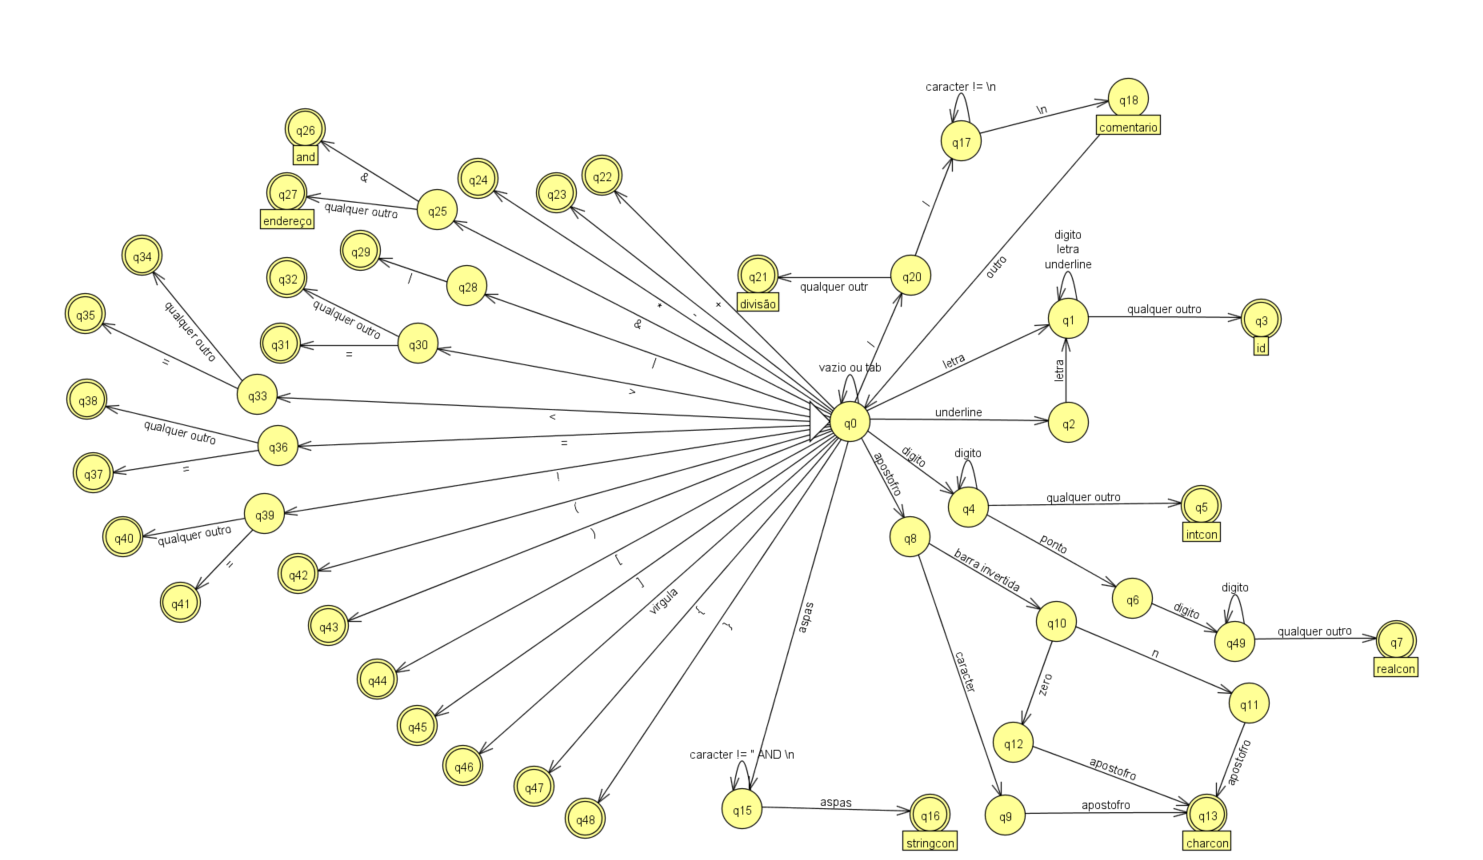 caracter != \n
\n
q18
comentario
q17
q26
and
&
q24
q23
q22
q27
endereço
qualquer outro
q25
/
outro
digito
letra
underline
q34
q29
|
q28
q32
qualquer outro
q21
divisão
qualquer outr
q20
q35
qualquer outro
=
q31
=
q30
*
-
+
&
|
/
q1
qualquer outro
q3
id
letra
vazio ou tab
letra
q38
q33
>
<
q0
underline
q2
qualquer outro
q36
=
q37
=
!
apostofro
digito
digito
q4
qualquer outro
q5
intcon
q40
qualquer outro
q39
=
q42
(
)
q8
ponto
barra invertida
q41
q43
[
]
virgula
{
}
aspas
q6
digito
digito
q49
qualquer outro
q7
realcon
q10
n
q44
caracter
zero
q11
q45
q46
q12
apostofro
apostofro
caracter != " AND \n
q47
q48
q15
aspas
q16
stringcon
q9
apostofro
q13
charcon